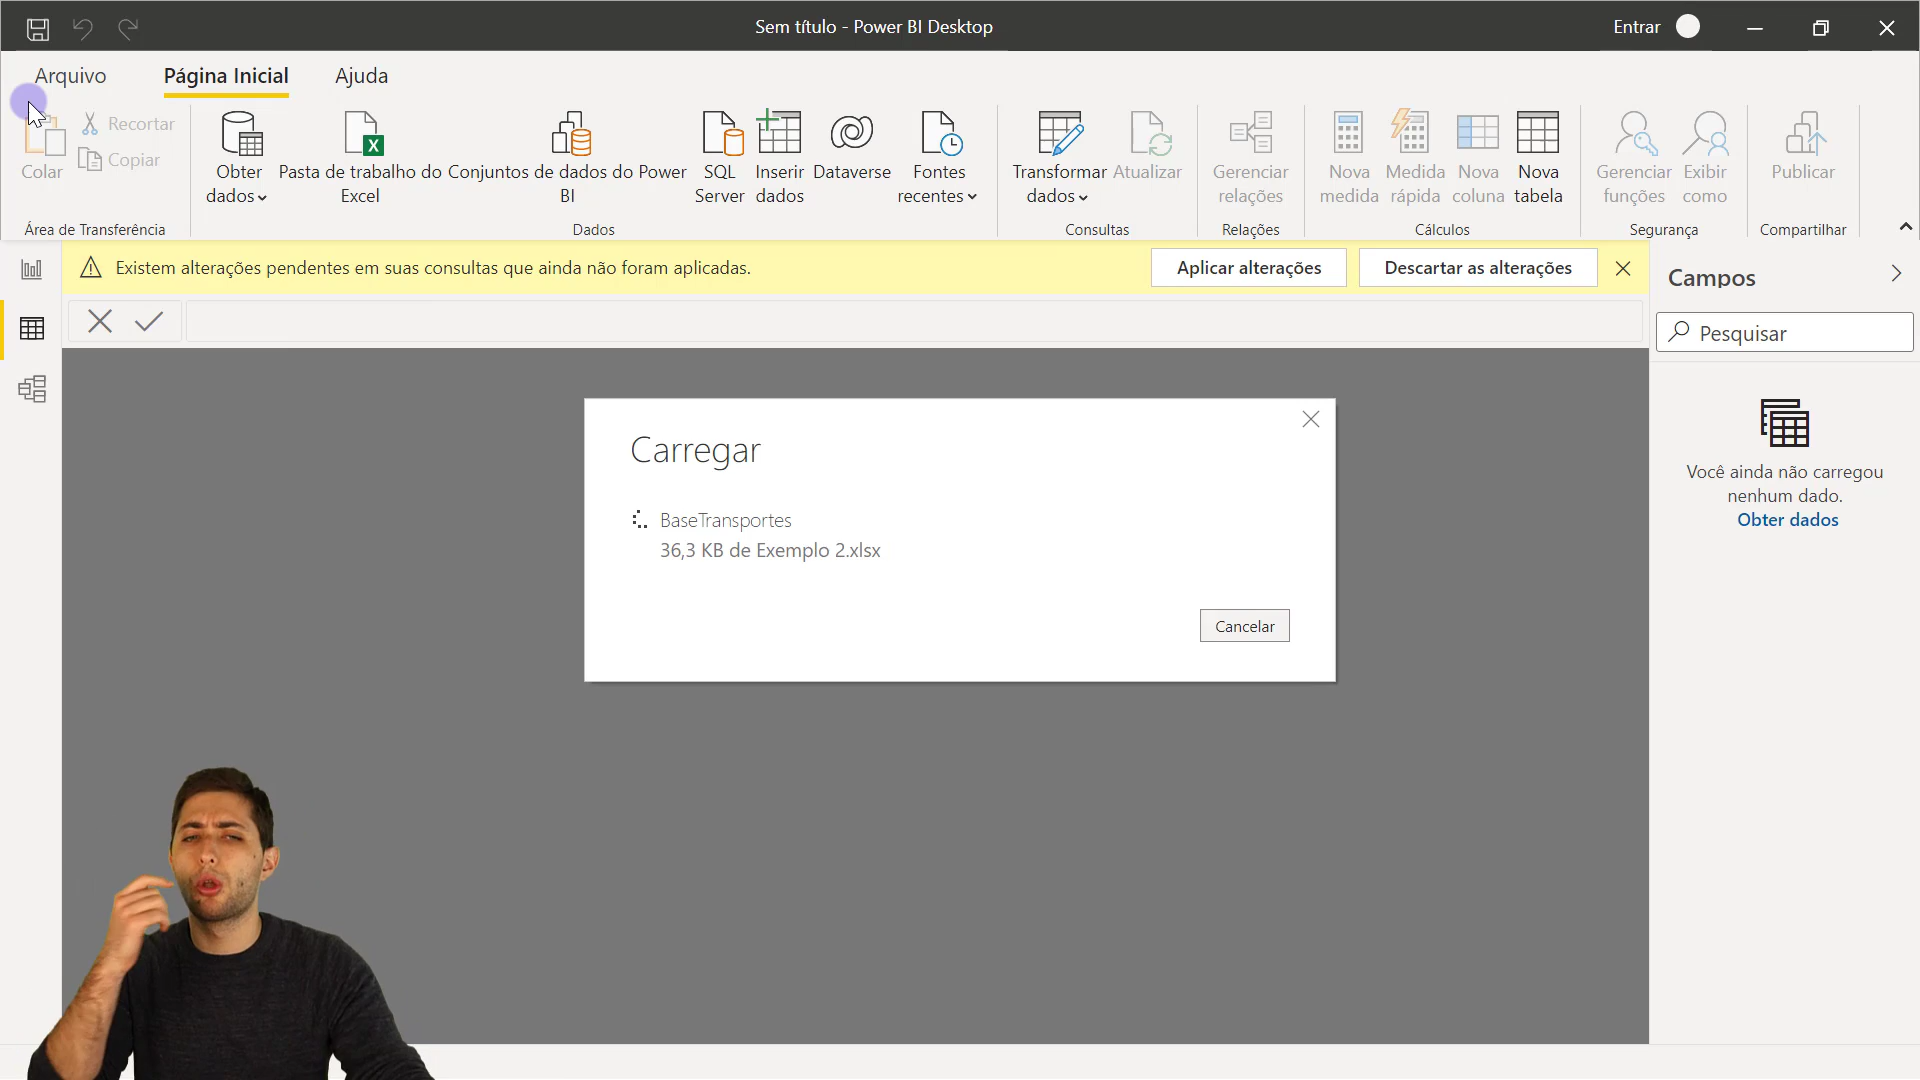 Sem título - Power BI Desktop
Entrar
Arquivo
Página Inicial
Ajuda
Colar
Recortar
Copiar
Área de Transferência
Obter
dados
Pasta de trabalho do
Excel
Conjuntos de dados do Power
BI
SQL
Server
Inserir
dados
Dataverse
Fontes
recentes
Dados
Transformar
dados
Atualizar
Consultas
Gerenciar
relações
Relações
Nova
medida
Medida
rápida
Nova
coluna
Nova
tabela
Cálculos
Gerenciar
funções
Exibir
como
Segurança
Publicar
Compartilhar
Existem alterações pendentes em suas consultas que ainda não foram aplicadas.
Aplicar alterações
Descartar as alterações
Campos
Pesquisar
Você ainda não carregou
nenhum dado.
Obter dados
Carregar
BaseTransportes
36,3 KB de Exemplo 2.xlsx
Cancelar